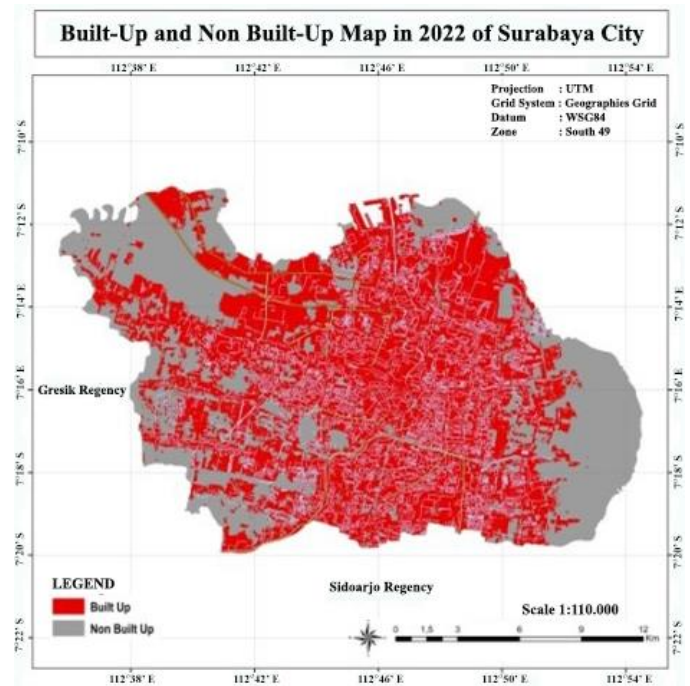 Built-Up and Non Built-Up Map in 2022 of Surabaya City
112°38' E 112°42' E 112°46' E 112°50' E 112°54' E
Projection : UTM
Grid System : Geographies Grid
Datum : WSG84
Zone : South 49
7°10' S 7°10' S
7°12' S 7°12' S
7°14' E 7°14' E
7°16' E 7°16' E
Gresik Regency
7°18' S 7°18' S
7°20' S 7°20' S
LEGEND
Built Up
Non Built Up
Sidoarjo Regency
Scale 1:110.000
0 1,5 3 6 9 12
Km
7°22' S 7°22' S
112°38' E 112°42' E 112°46' E 112°50' E 112°54' E